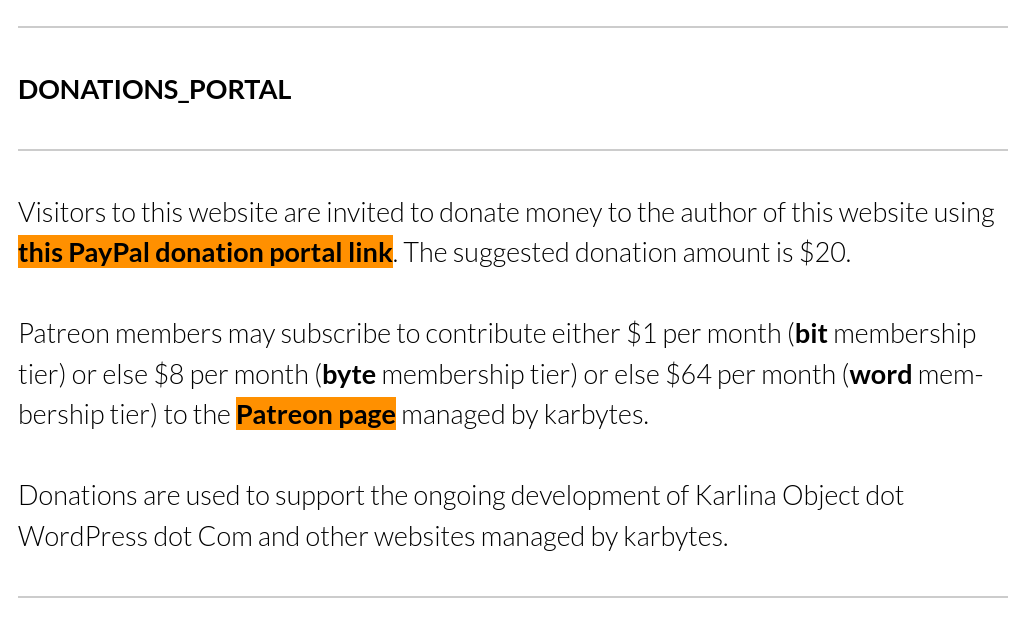 DONATIONS_PORTAL
Visitors to this website are invited to donate money to the author of this website using
this PayPal donation portal link. The suggested donation amount is $20.
Patreon members may subscribe to contribute either $1 per month (bit membership
tier) or else $8 per month (byte membership tier) or else $64 per month (word mem-
bership tier) to the Patreon page managed by karbytes.
Donations are used to support the ongoing development of Karlina Object dot
WordPress dot Com and other websites managed by karbytes.